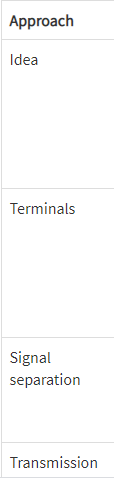 Approach
Idea
Terminals
Signal
separation
Transmission